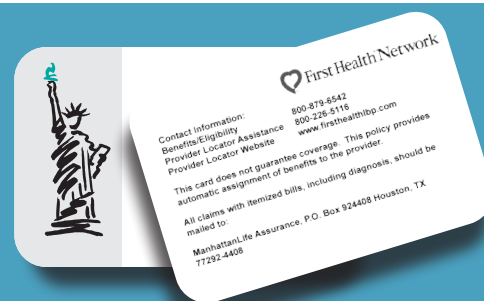 First Health Network
Contact Information:
Benefits/Eligibility 800-879-6542
Provider Locator Assistance 800-226-5116
Provider Locator Website www.firsthealthlbp.com
This card does not guarantee coverage. This policy provides
automatic assignment of benefits to the provider.
All claims with itemized bills, including diagnosis, should be
mailed to:
ManhattanLife Assurance, P.O. Box 924408 Houston, TX
77292-4408